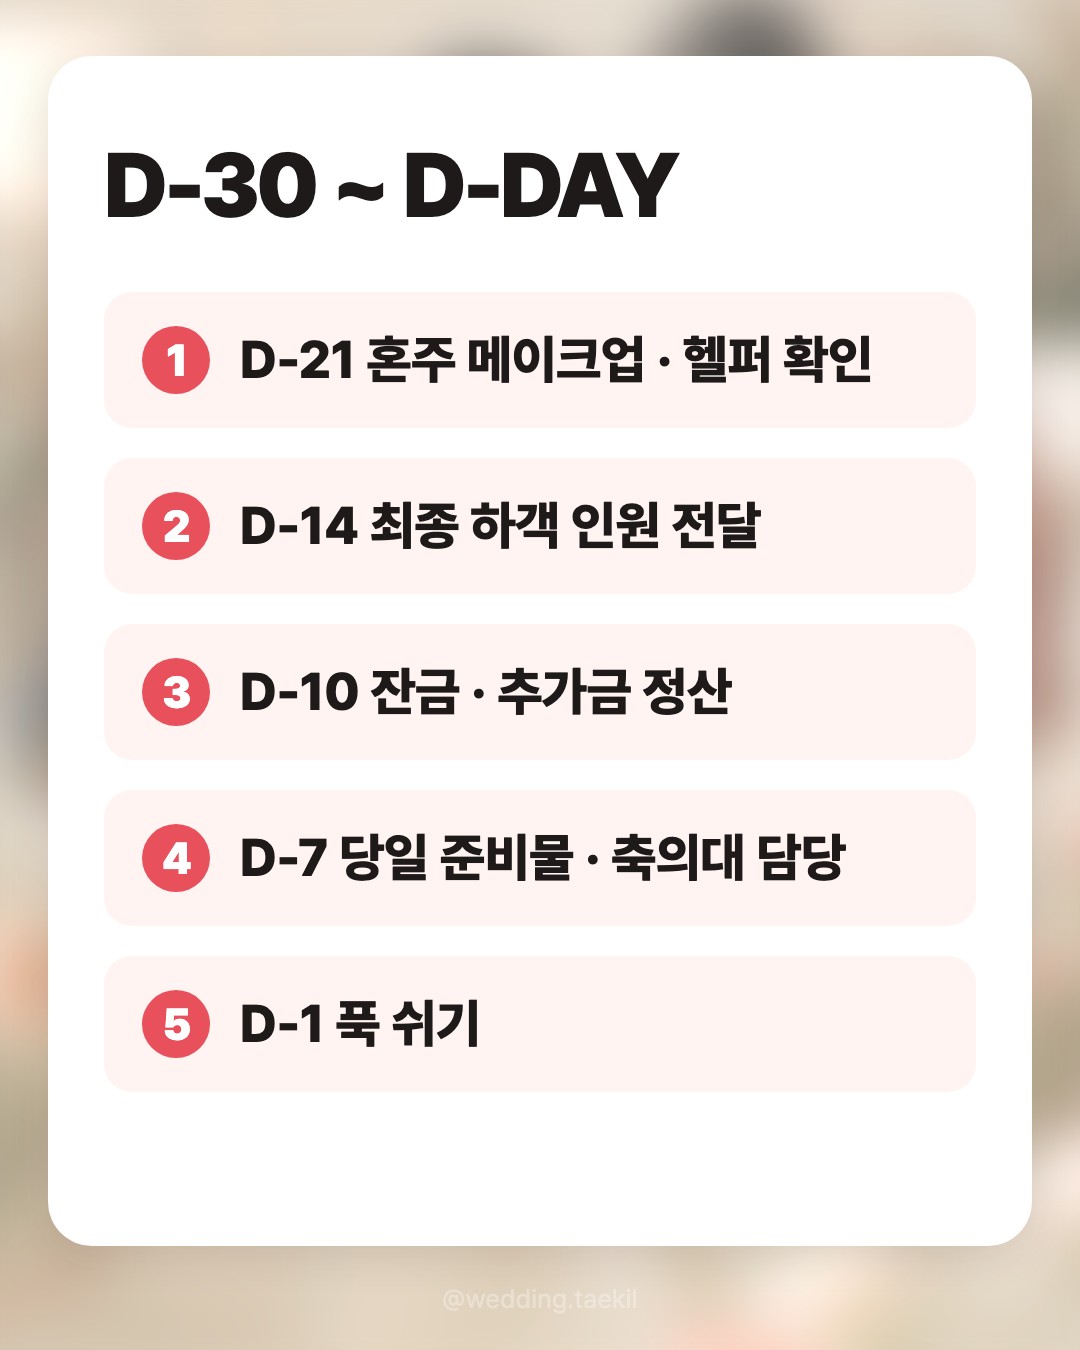 D-30 ~ D-DAY
1 D-21 혼주 메이크업 · 헬퍼 확인
2 D-14 최종 하객 인원 전달
3 D-10 잔금 · 추가금 정산
4 D-7 당일 준비물 · 축의대 담당
5 D-1 푹 쉬기
@wedding.taekil